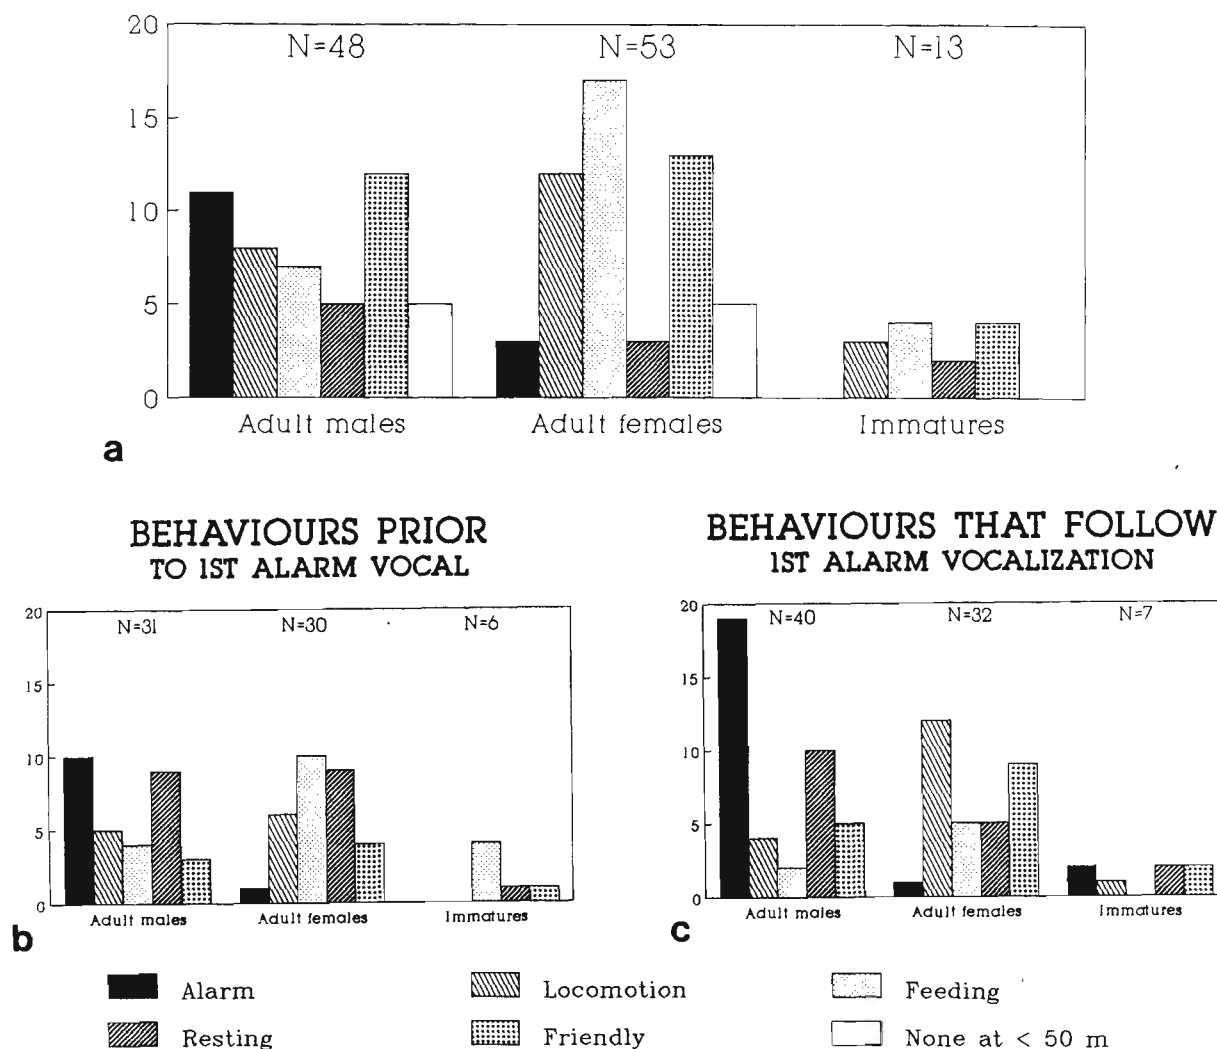 20
N=48 N=53 N=13
15
10
5
0
Adult males Adult females Immatures
a
BEHAVIOURS PRIOR
TO 1ST ALARM VOCAL
20
N=31 N=30 N=6
15
10
5
0
Adult males Adult females Immatures
b
BEHAVIOURS THAT FOLLOW
1ST ALARM VOCALIZATION
20
N=40 N=32 N=7
15
10
5
0
Adult males Adult females Immatures
c
Alarm Locomotion Feeding
Resting Friendly None at < 50 m